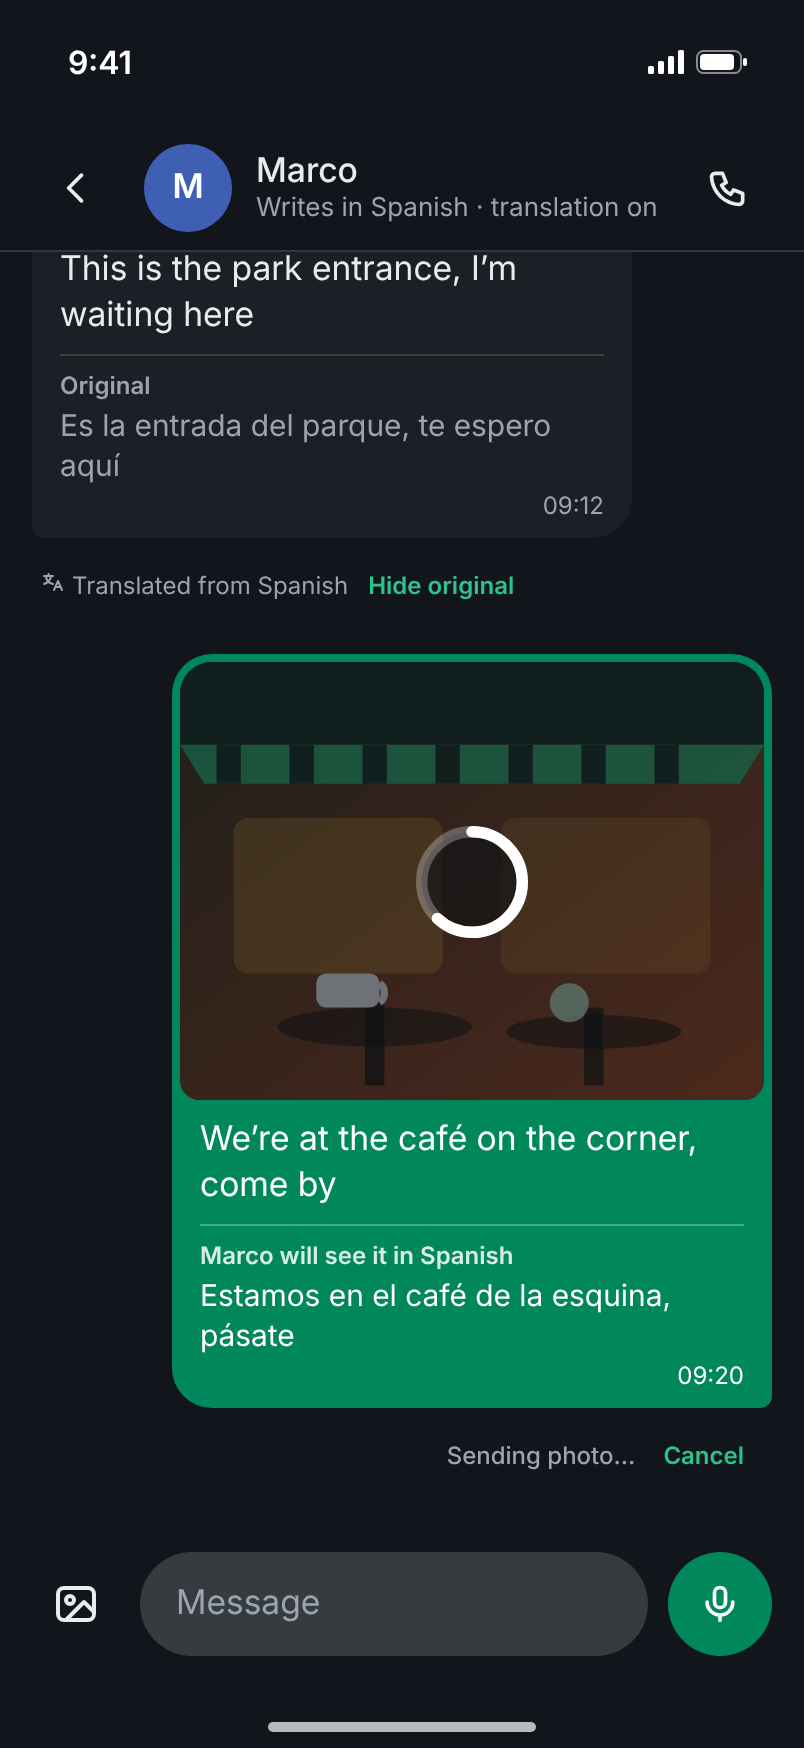 9:41
M
Marco
Writes in Spanish · translation on
This is the park entrance, I’m
waiting here
Original
Es la entrada del parque, te espero
aquí
09:12
Translated from Spanish Hide original
We’re at the café on the corner,
come by
Marco will see it in Spanish
Estamos en el café de la esquina,
pásate
09:20
Sending photo... Cancel
Message